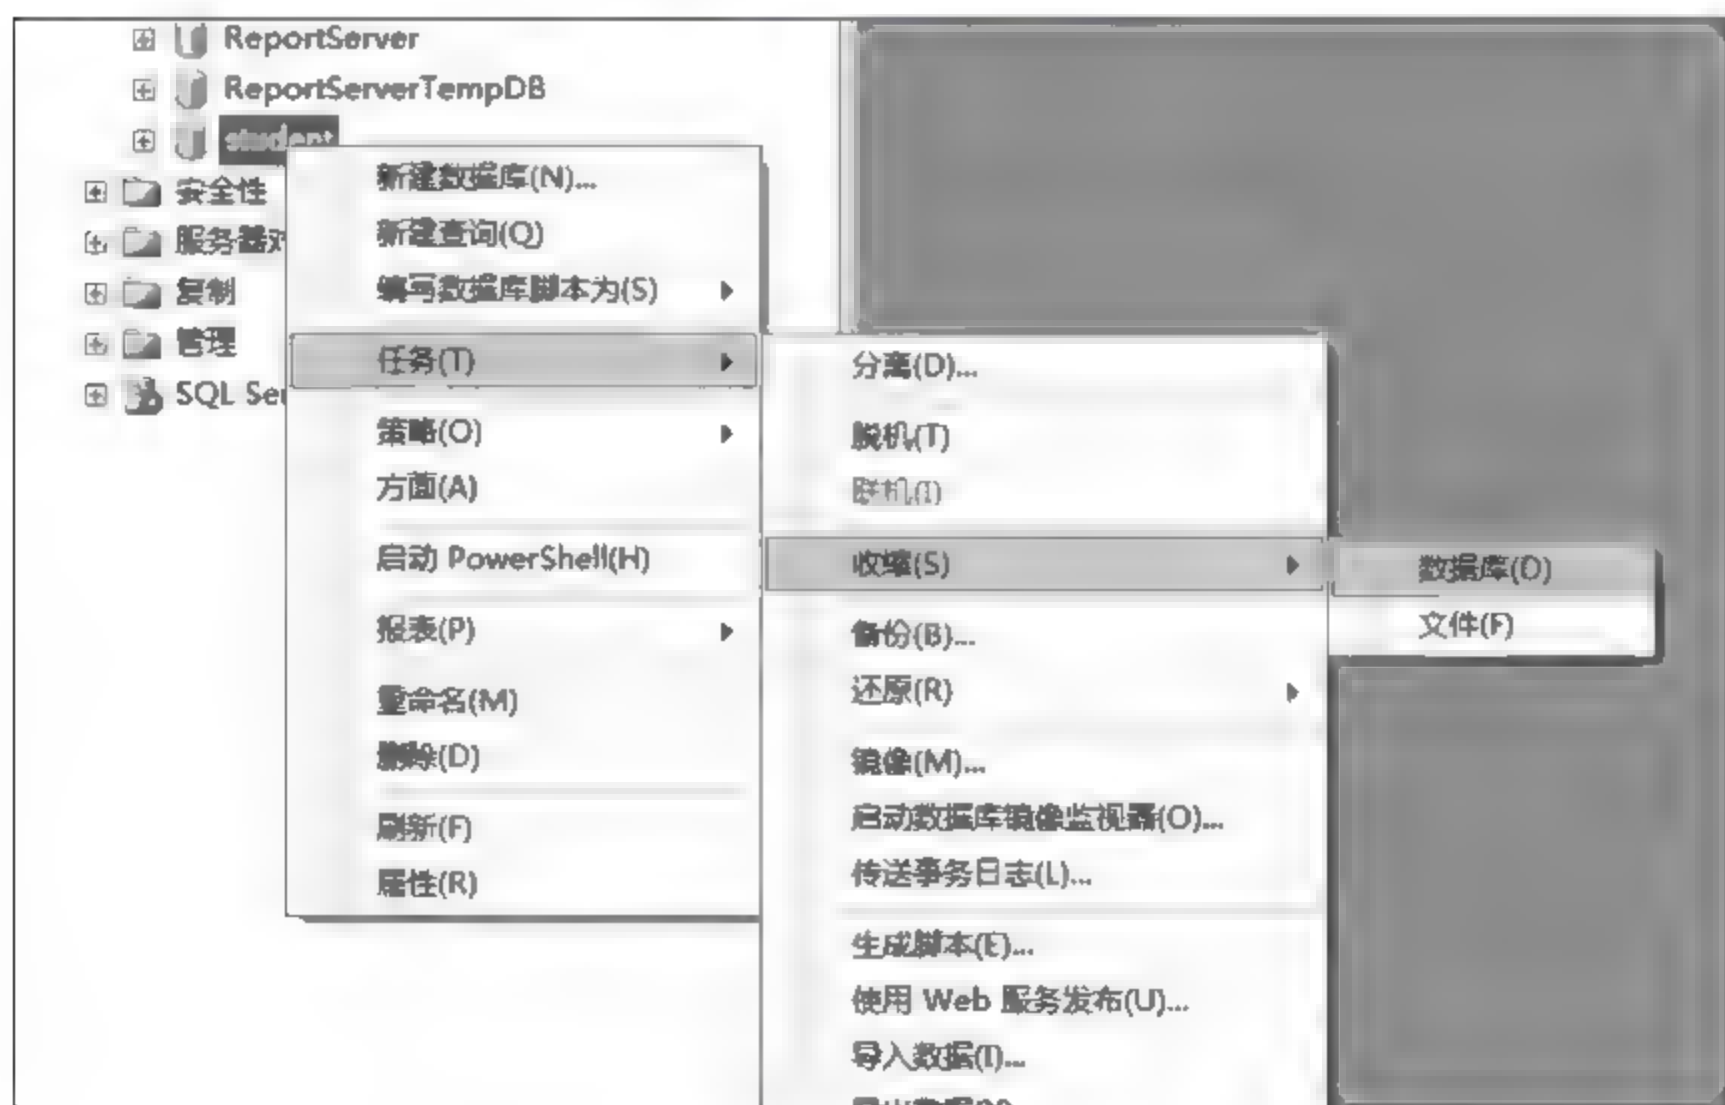 ReportServer
ReportServerTempDB
student
安全性
服务器对
复制
管理
SQL Ser
新建数据库(N)...
新建查询(Q)
编写数据库脚本为(S)
任务(T)
策略(O)
方面(A)
启动 PowerShell(H)
报表(P)
重命名(M)
删除(D)
刷新(F)
属性(R)
分离(D)...
脱机(T)
联机(I)
收缩(S)
备份(B)...
还原(R)
镜像(M)...
启动数据库镜像监视器(O)...
传送事务日志(L)...
生成脚本(E)...
使用 Web 服务发布(U)...
导入数据(I)...
数据库(D)
文件(F)